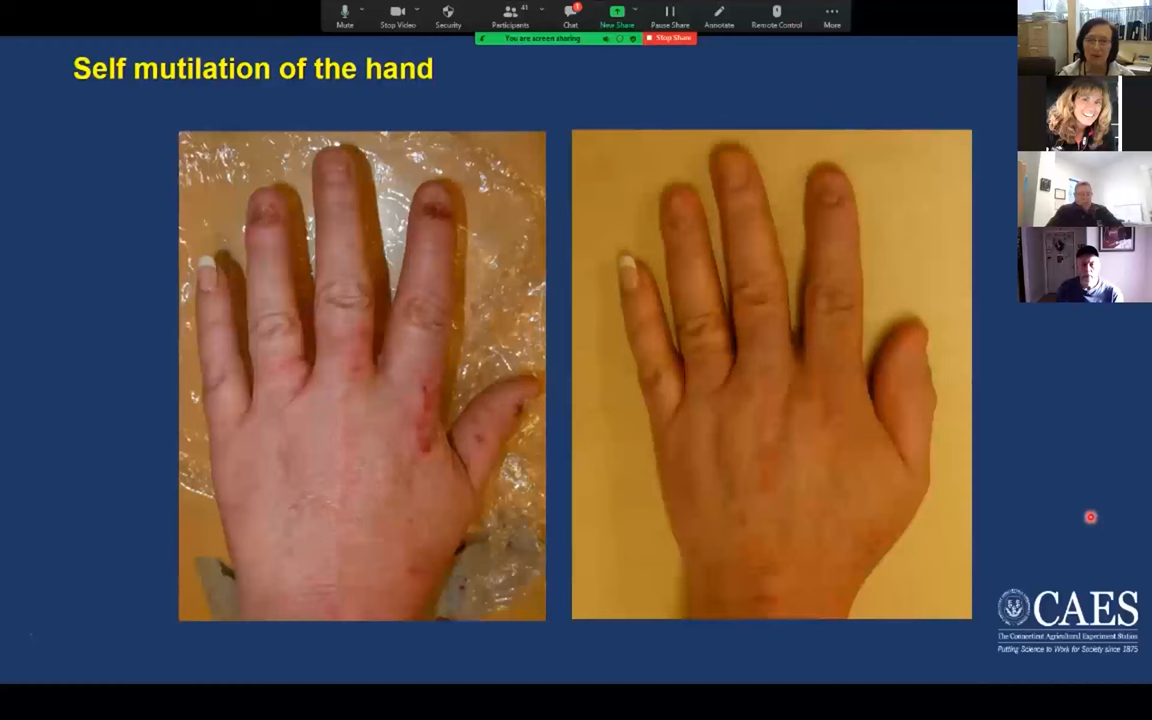 41
1
Mute
Stop Video
Security
Participants
Chat
New Share
Pause Share
Annotate
Remote Control
More
You are screen sharing
Stop Share
Self mutilation of the hand
CAES
The Connecticut Agricultural Experiment Station
Putting Science to Work for Society since 1875